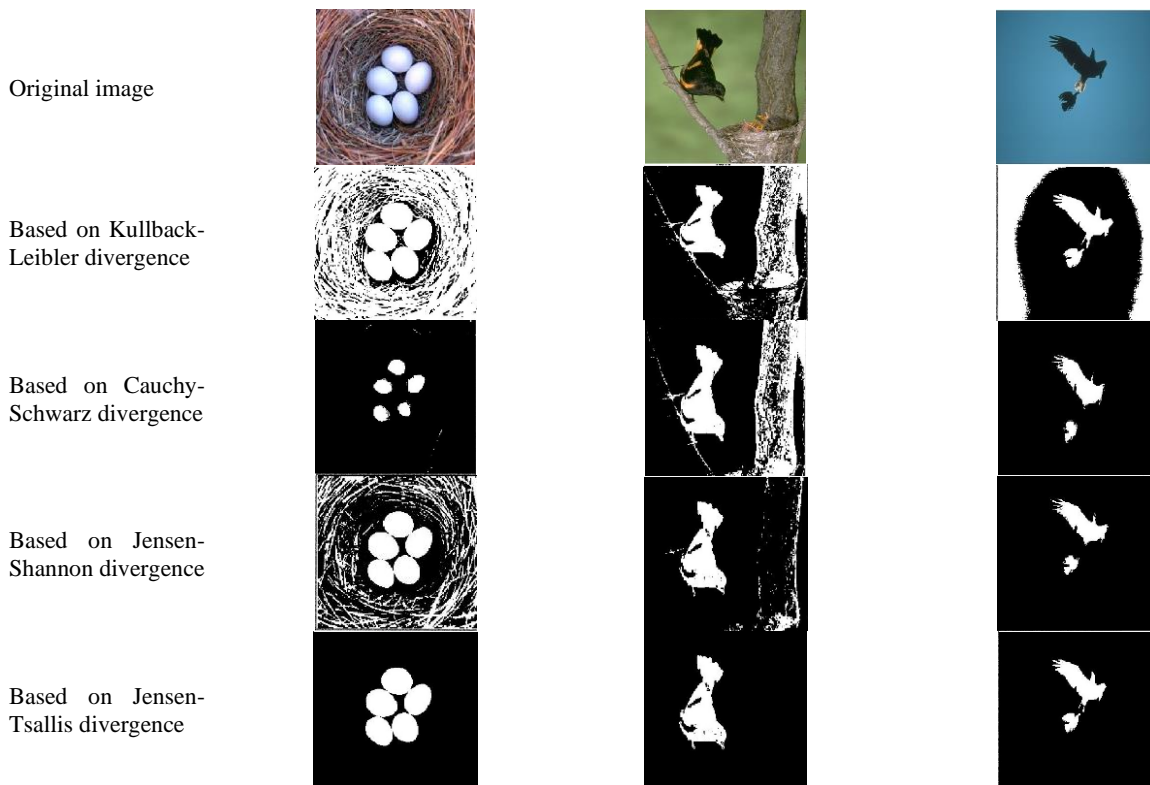 Original image
Based on Kullback-
Leibler divergence
Based on Cauchy-
Schwarz divergence
Based on Jensen-
Shannon divergence
Based on Jensen-
Tsallis divergence